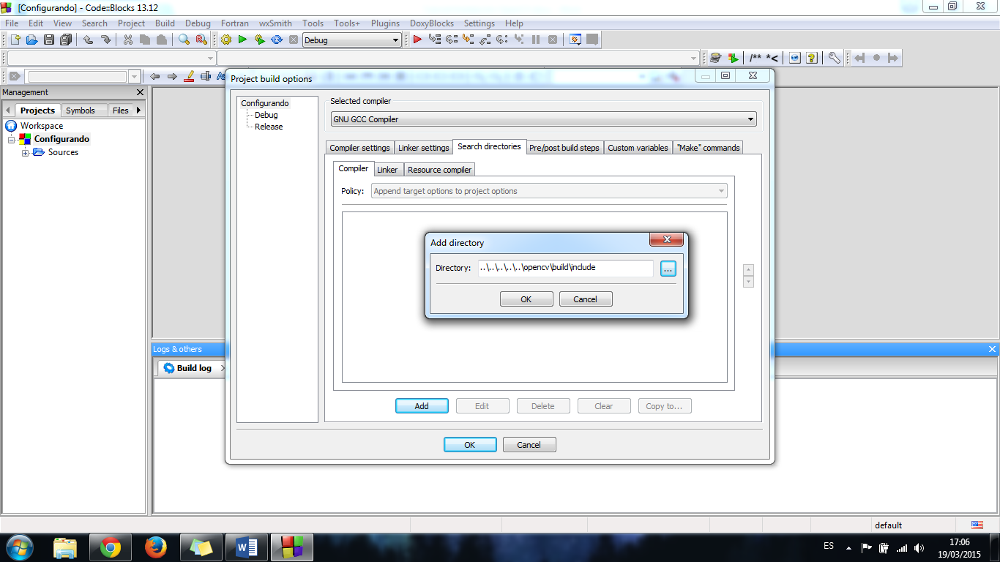 [Configurando] - Code::Blocks 13.12
File Edit View Search Project Build Debug Fortran wxSmith Tools Tools+ Plugins DoxyBlocks Settings Help
Debug
/** *<
Project build options
Management
Projects Symbols Files
Workspace
Configurando
Sources
Configurando
Debug
Release
Selected compiler
GNU GCC Compiler
Compiler settings Linker settings Search directories Pre/post build steps Custom variables "Make" commands
Compiler Linker Resource compiler
Policy: Append target options to project options
Add directory
Directory: ..\..\..\..\..\opencv\build\include ...
OK Cancel
Add Edit Delete Clear Copy to...
OK Cancel
Logs & others
Build log
default
ES
17:06
19/03/2015